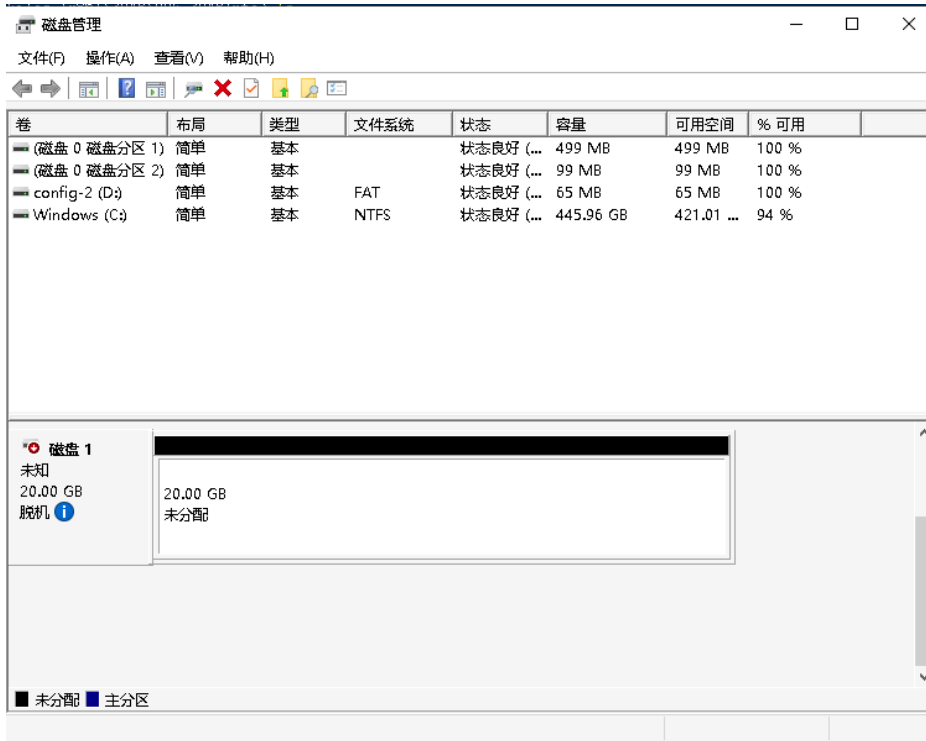 磁盘管理
文件(F) 操作(A) 查看(V) 帮助(H)
卷 布局 类型 文件系统 状态 容量 可用空间 % 可用
(磁盘 0 磁盘分区 1) 简单 基本 状态良好 (... 499 MB 499 MB 100 %
(磁盘 0 磁盘分区 2) 简单 基本 状态良好 (... 99 MB 99 MB 100 %
config-2 (D:) 简单 基本 FAT 状态良好 (... 65 MB 65 MB 100 %
Windows (C:) 简单 基本 NTFS 状态良好 (... 445.96 GB 421.01 ... 94 %
磁盘 1
未知
20.00 GB
脱机
20.00 GB
未分配
未分配 主分区